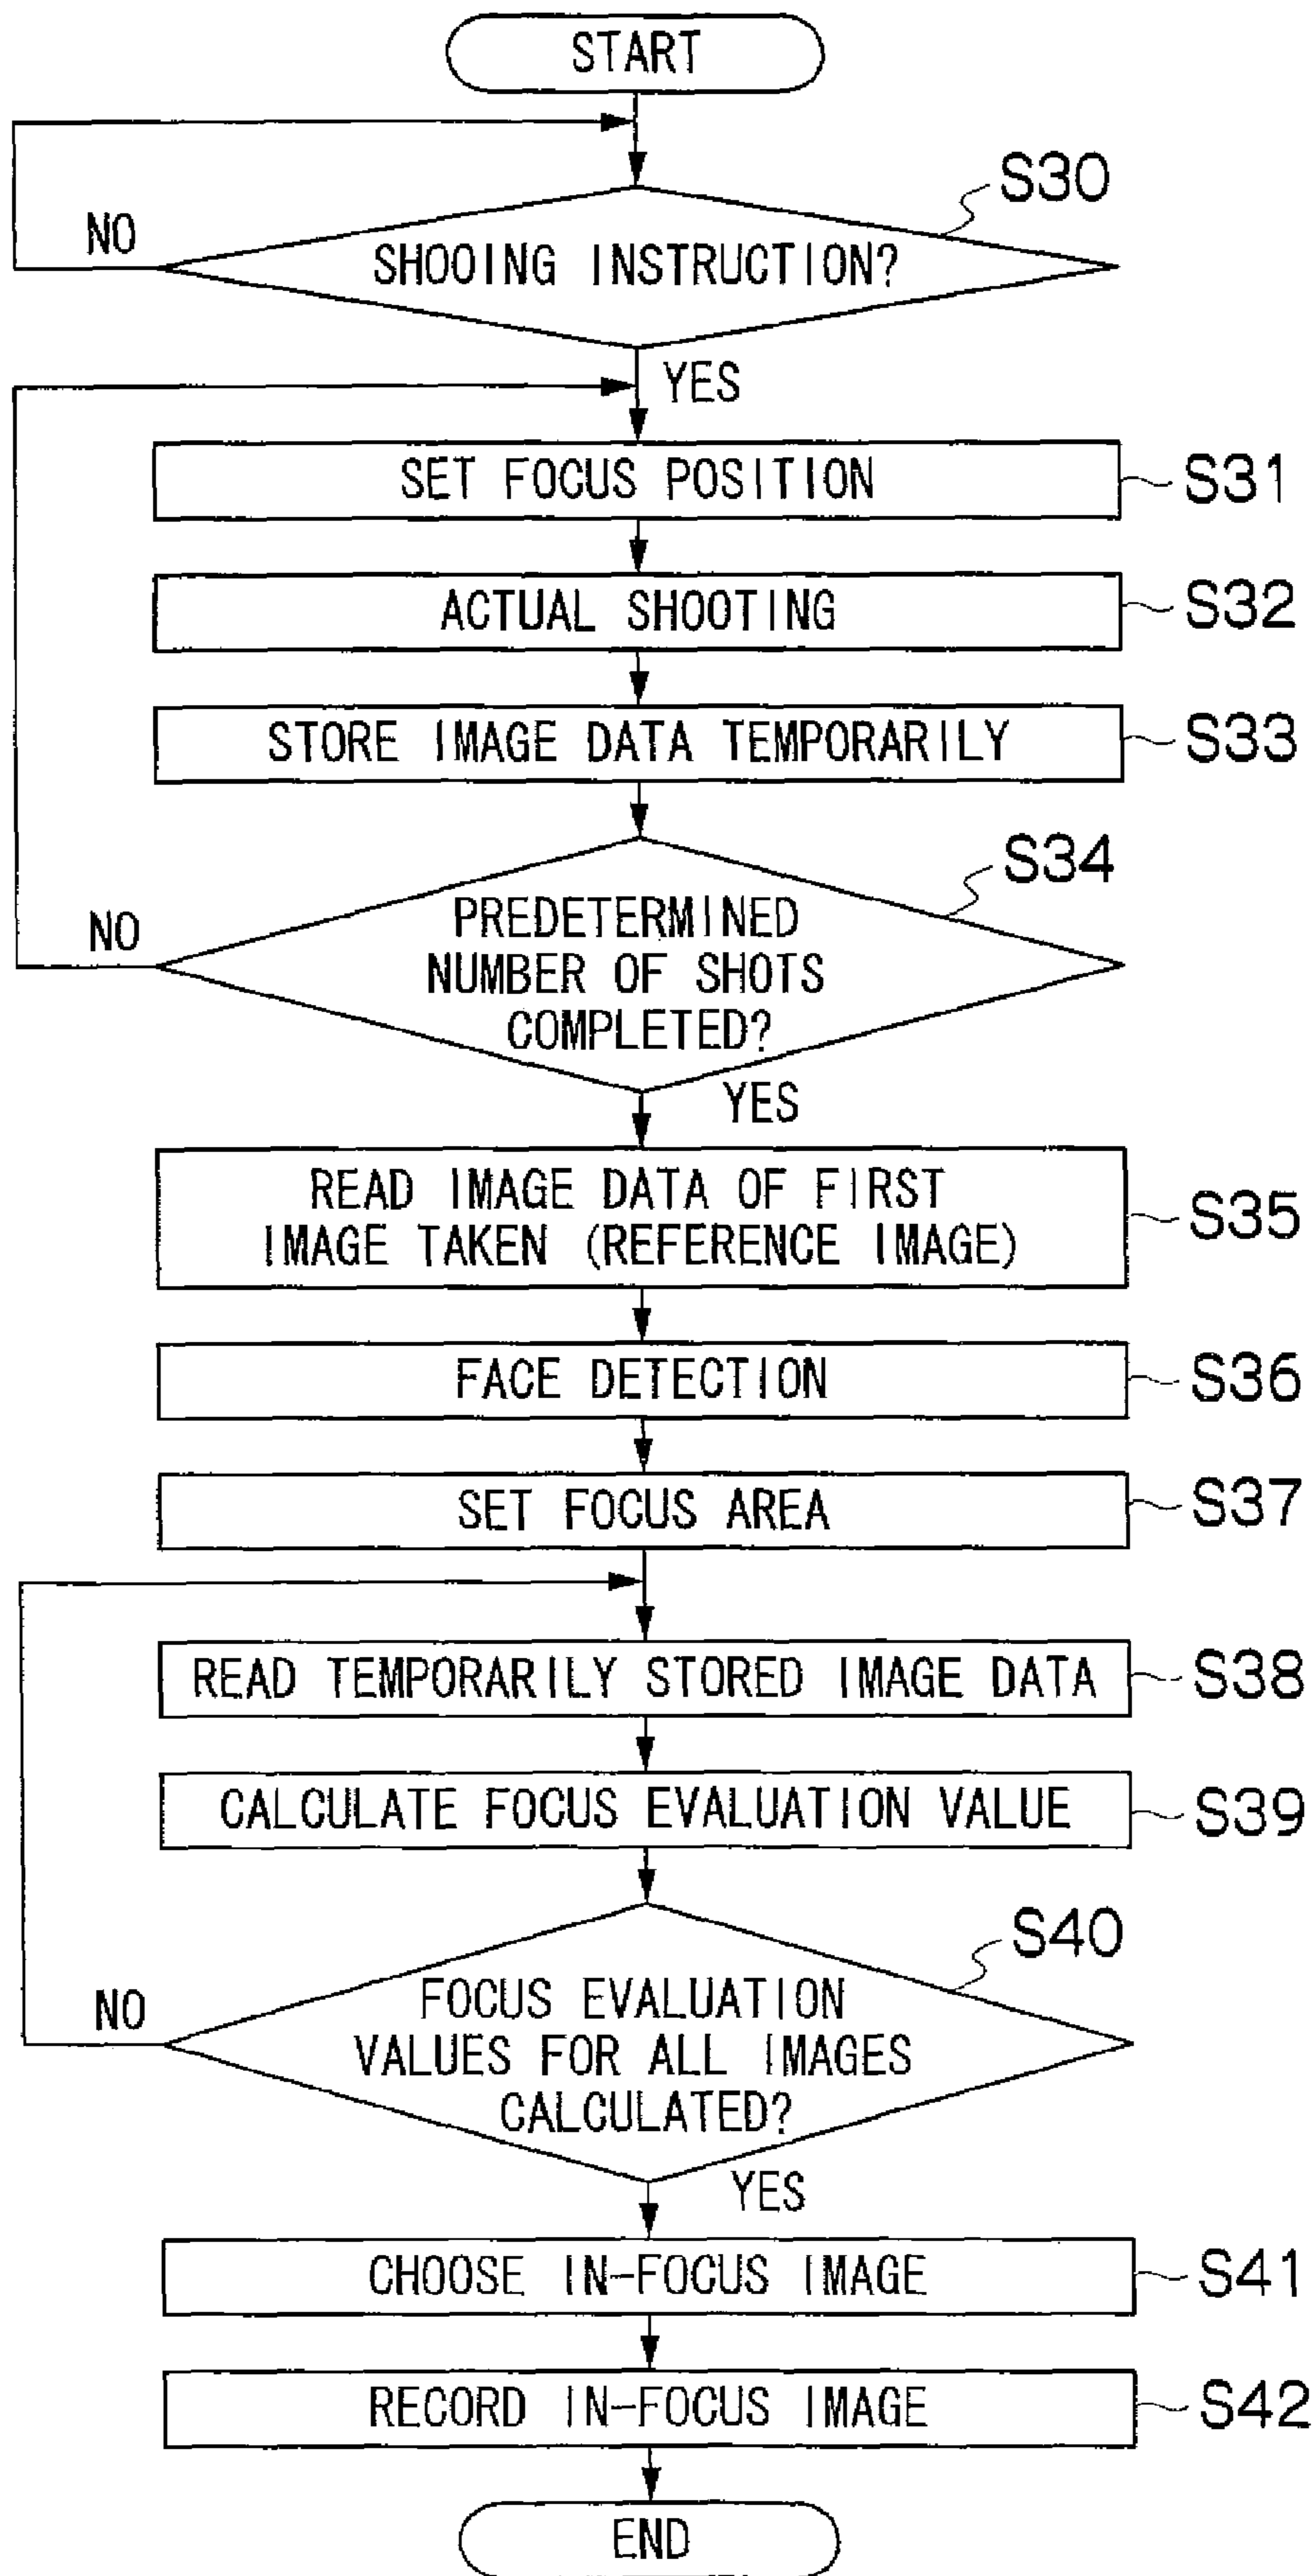 START
S30
NO
SHOOING INSTRUCTION?
YES
SET FOCUS POSITION
S31
ACTUAL SHOOTING
S32
STORE IMAGE DATA TEMPORARILY
S33
S34
NO
PREDETERMINED
NUMBER OF SHOTS
COMPLETED?
YES
READ IMAGE DATA OF FIRST
IMAGE TAKEN (REFERENCE IMAGE)
S35
FACE DETECTION
S36
SET FOCUS AREA
S37
READ TEMPORARILY STORED IMAGE DATA
S38
CALCULATE FOCUS EVALUATION VALUE
S39
S40
NO
FOCUS EVALUATION
VALUES FOR ALL IMAGES
CALCULATED?
YES
CHOOSE IN-FOCUS IMAGE
S41
RECORD IN-FOCUS IMAGE
S42
END